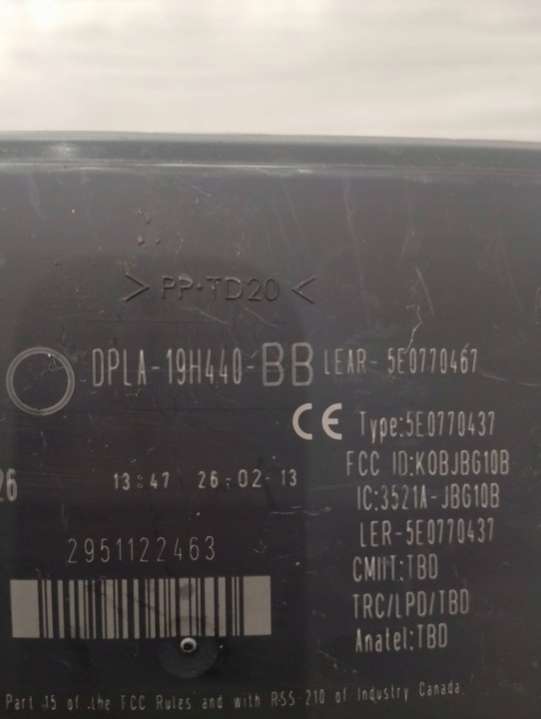 > PP-TD20 <
DPLA-19H440-BB LEAR-5E0770467
CE Type:5E0770437
FCC ID:KOBJBG10B
26 13:47 26-02-13
IC:3521A-JBG10B
LER-5E0770437
2951122463
CMIIT:TBD
TRC/LPD/TBD
Anatel:TBD
Part 15 of the FCC Rules and with RSS-210 of Industry Canada.